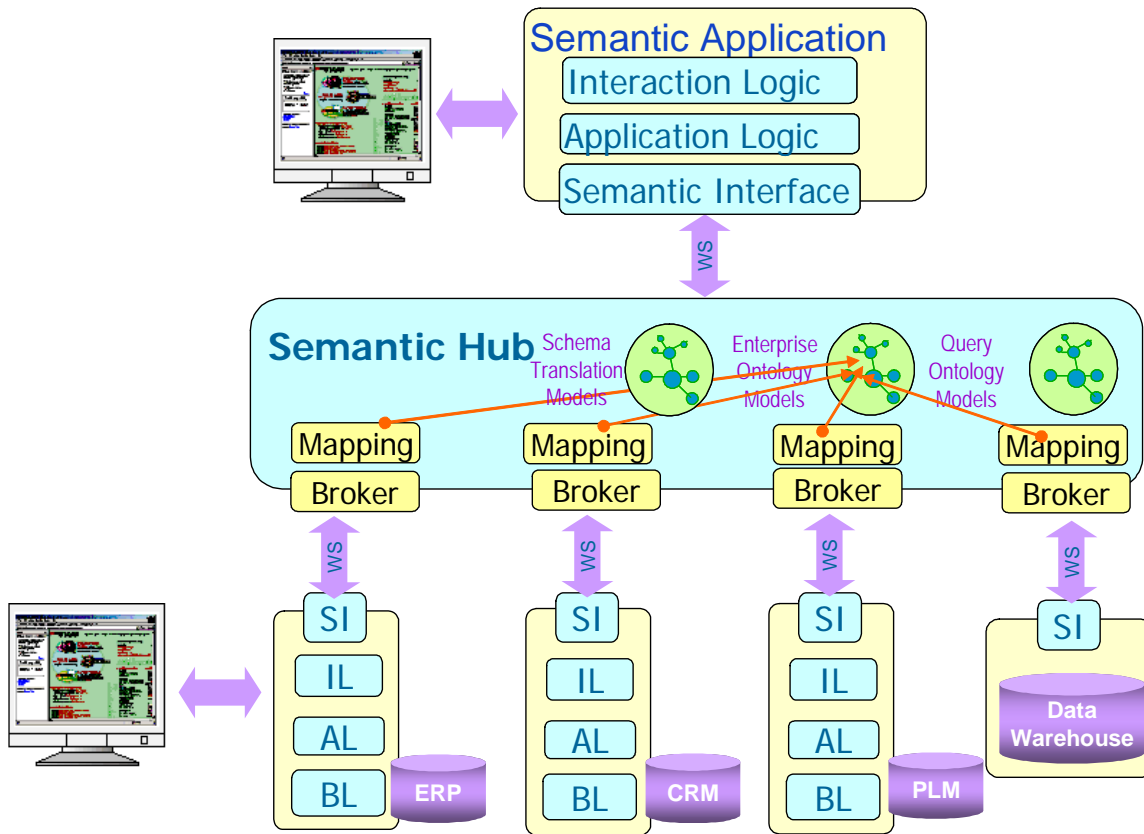 Semantic Application
Interaction Logic
Application Logic
Semantic Interface
WS
Semantic Hub
Schema
Translation
Models
Enterprise
Ontology
Models
Query
Ontology
Models
Mapping
Mapping
Mapping
Mapping
Broker
Broker
Broker
Broker
WS
WS
WS
WS
SI
IL
AL
BL
ERP
SI
IL
AL
BL
CRM
SI
IL
AL
BL
PLM
SI
Data
Warehouse